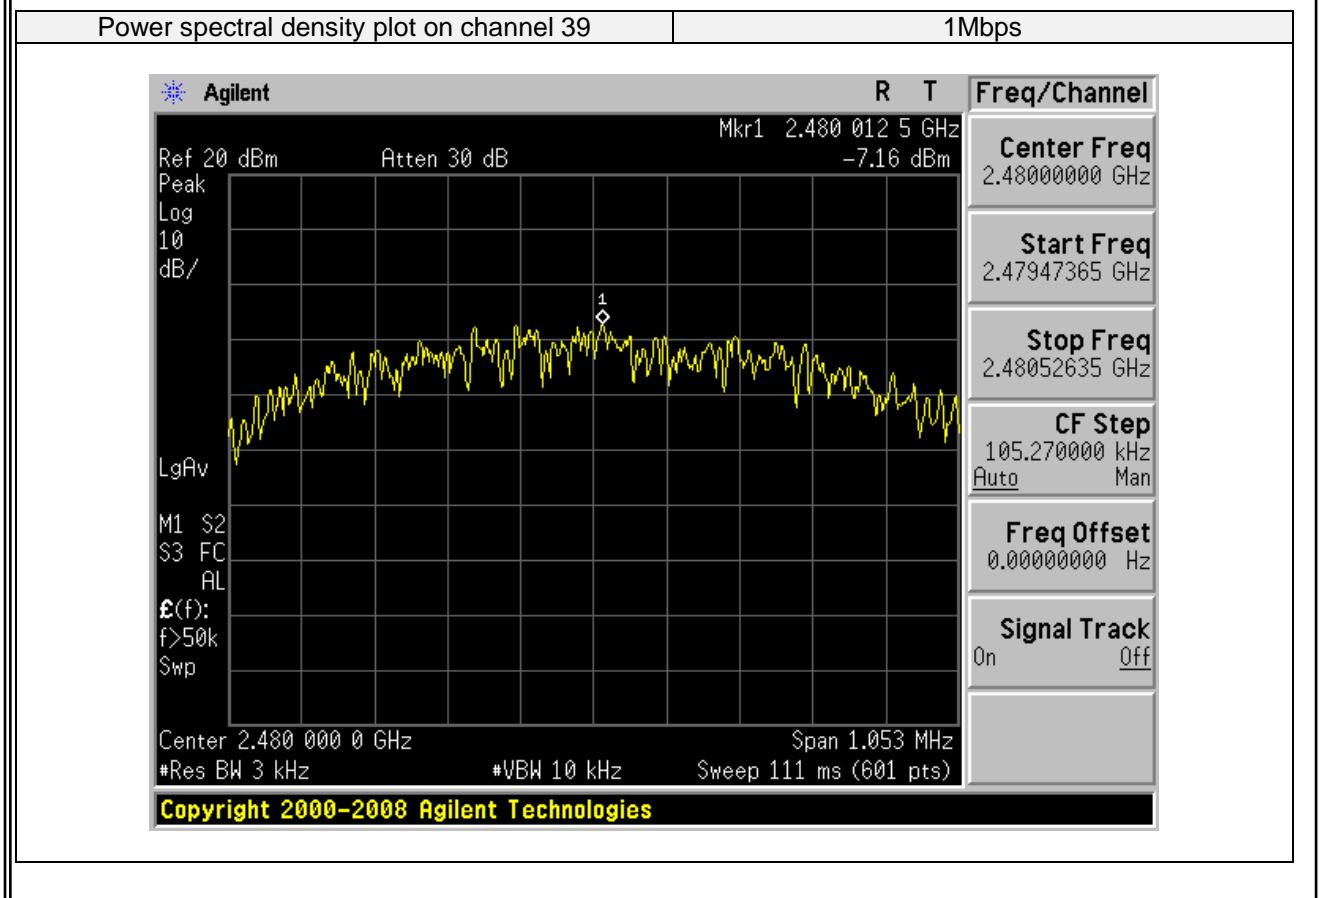 Power spectral density plot on channel 39 1Mbps
Agilent R T Freq/Channel
Mkr1 2.480 012 5 GHz
Ref 20 dBm Atten 30 dB -7.16 dBm
Peak
Log
10
dB/
1
LgAv
M1 S2
S3 FC
AL
£(f):
f>50k
Swp
Center 2.480 000 0 GHz Span 1.053 MHz
#Res BW 3 kHz #VBW 10 kHz Sweep 111 ms (601 pts)
Center Freq
2.48000000 GHz
Start Freq
2.47947365 GHz
Stop Freq
2.48052635 GHz
CF Step
105.270000 kHz
Auto Man
Freq Offset
0.00000000 Hz
Signal Track
On Off
Copyright 2000-2008 Agilent Technologies